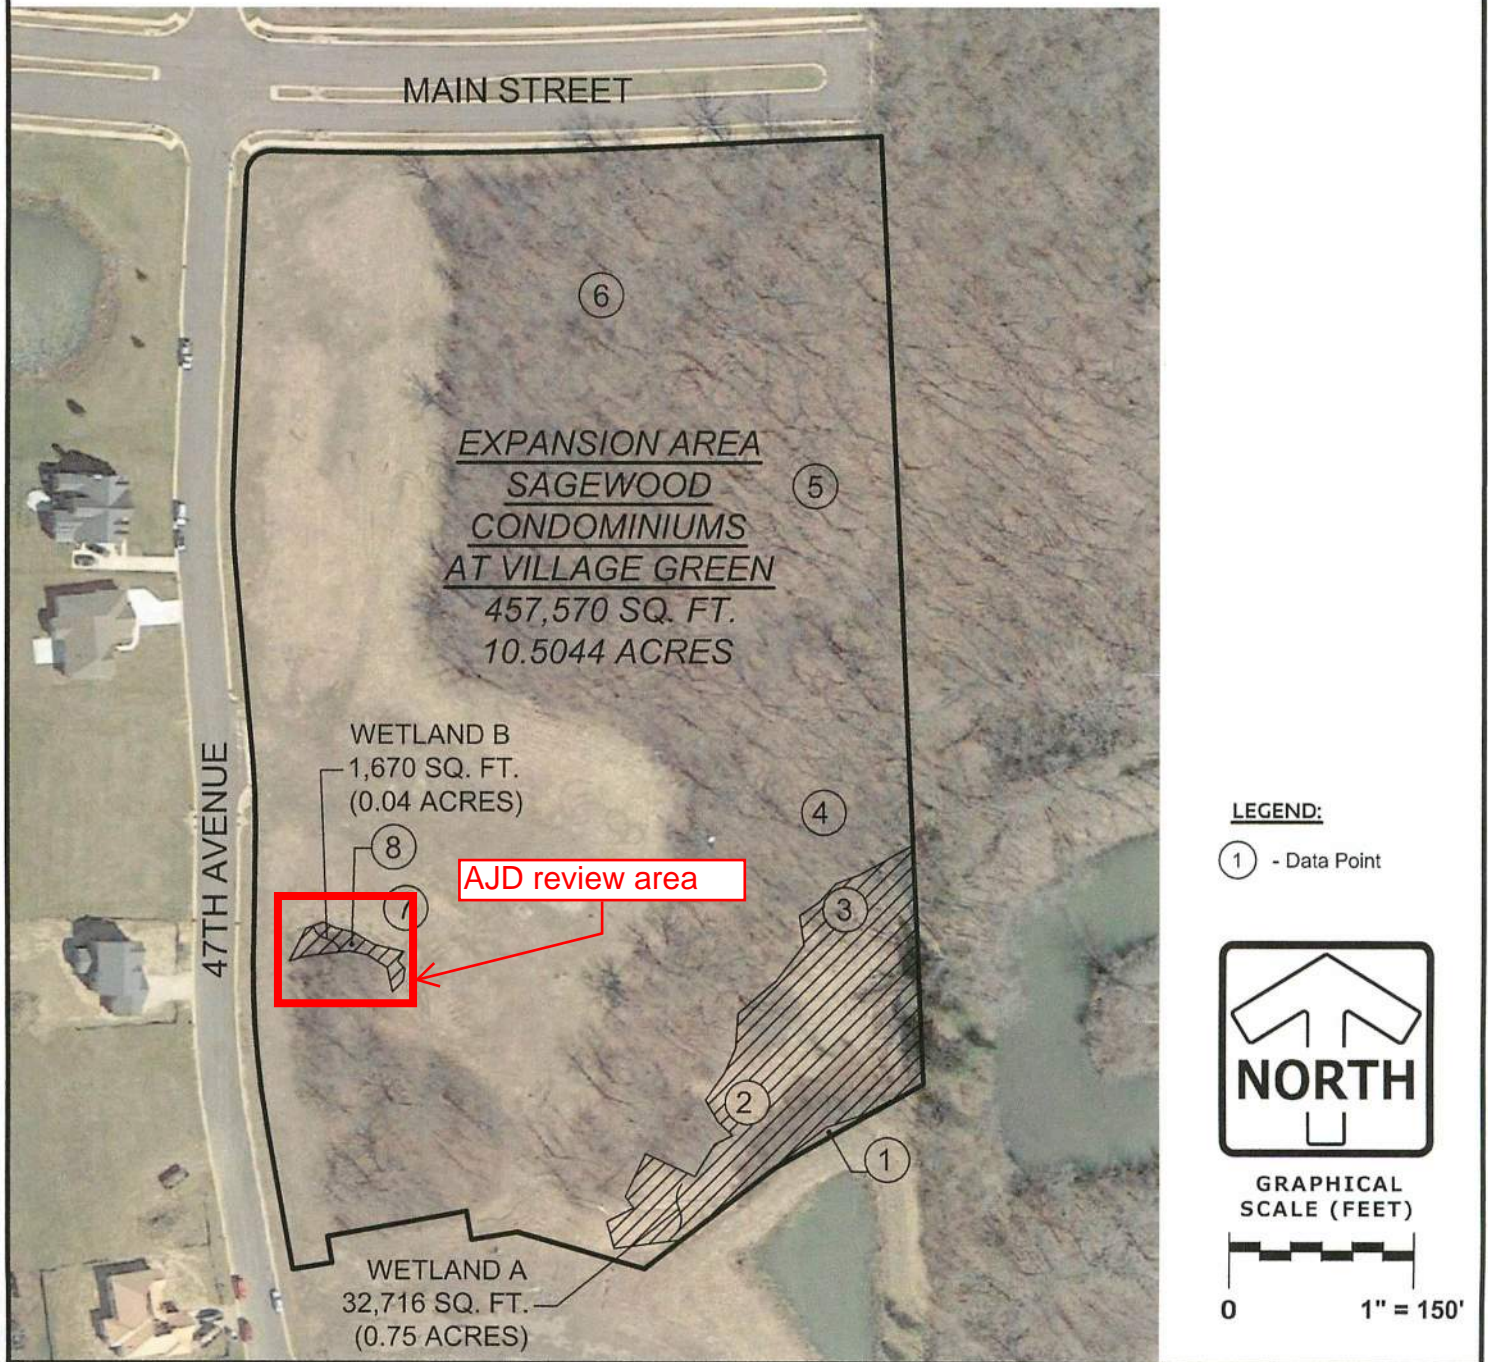 MAIN STREET
6
EXPANSION AREA
SAGEWOOD
CONDOMINIUMS
AT VILLAGE GREEN
457,570 SQ. FT.
10.5044 ACRES
5
47TH AVENUE
WETLAND B
1,670 SQ. FT.
(0.04 ACRES)
8
7
AJD review area
4
3
2
1
WETLAND A
32,716 SQ. FT.
(0.75 ACRES)
LEGEND:
1 - Data Point
NORTH
GRAPHICAL
SCALE (FEET)
0 1" = 150'